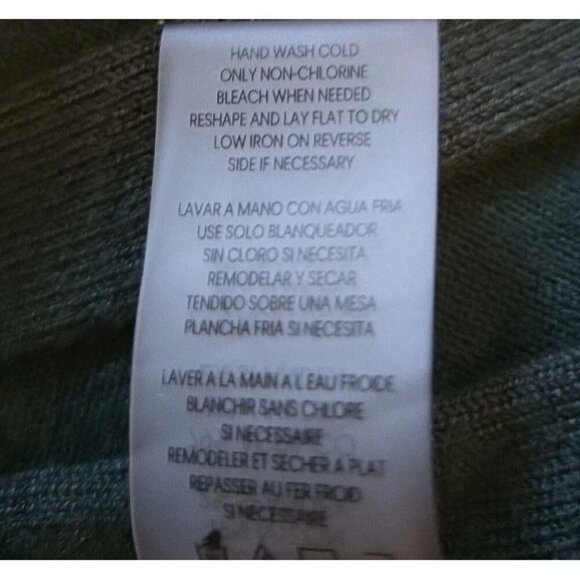 HAND WASH COLD
ONLY NON-CHLORINE
BLEACH WHEN NEEDED
RESHAPE AND LAY FLAT TO DRY
LOW IRON ON REVERSE
SIDE IF NECESSARY
LAVAR A MANO CON AGUA FRIA
USE SOLO BLANQUEADOR
SIN CLORO SI NECESITA
REMODELAR Y SECAR
TENDIDO SOBRE UNA MESA
PLANCHA FRIA SI NECESITA
LAVER A LA MAIN A L EAU FROIDE
BLANCHIR SANS CHLORE
SI NECESSAIRE
REMODELER ET SECHER A PLAT
REPASSER AU FER FROID
SI NECESSAIRE